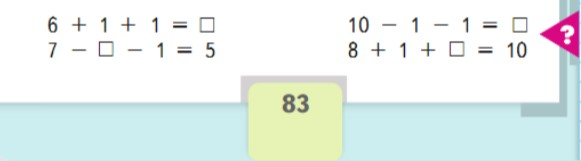 6 + 1 + 1 = □
7 − □ − 1 = 5
10 − 1 − 1 = □
8 + 1 + □ = 10
?
83